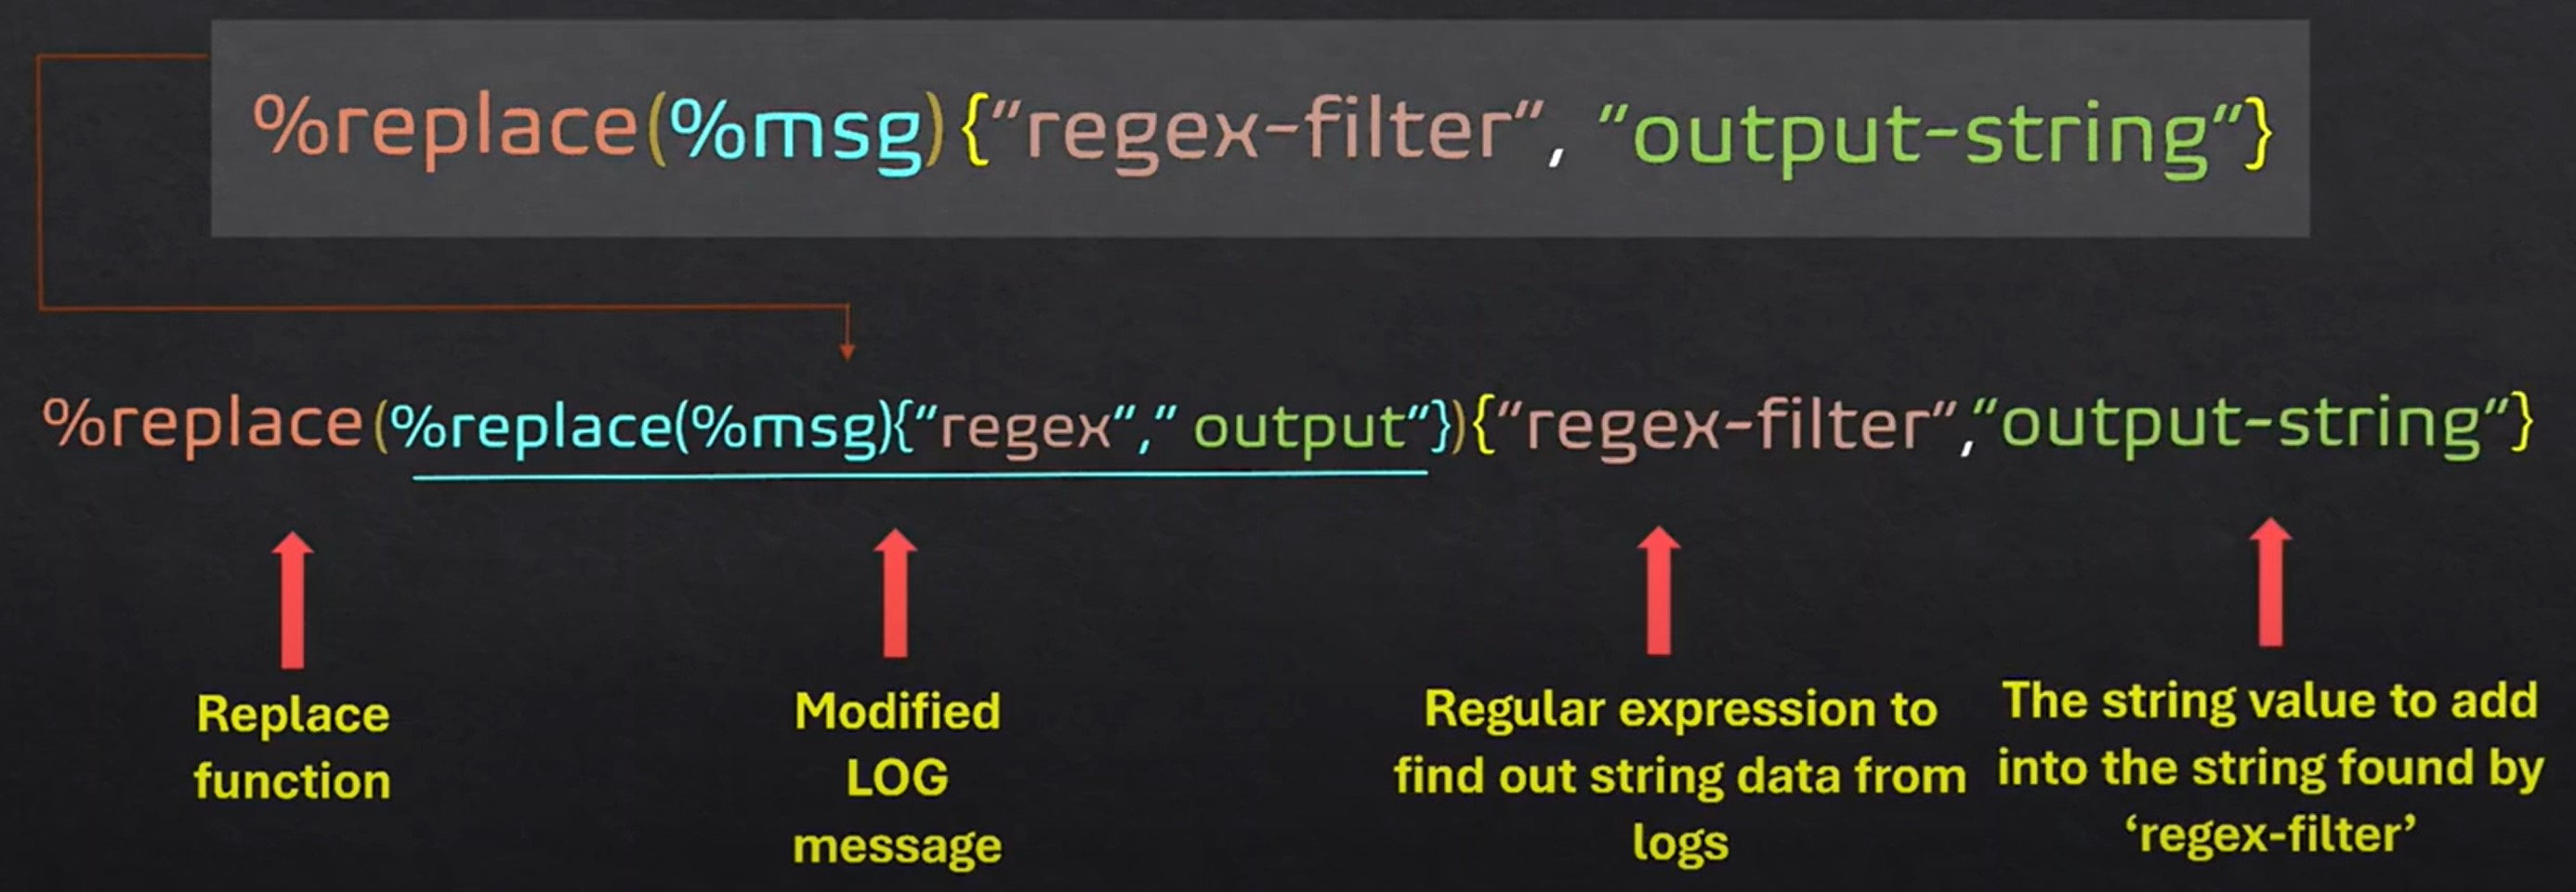 %replace(%msg){"regex-filter", "output-string"}
%replace(%replace(%msg){"regex"," output"}){"regex-filter","output-string"}
Replace
function
Modified
LOG
message
Regular expression to
find out string data from
logs
The string value to add
into the string found by
‘regex-filter’